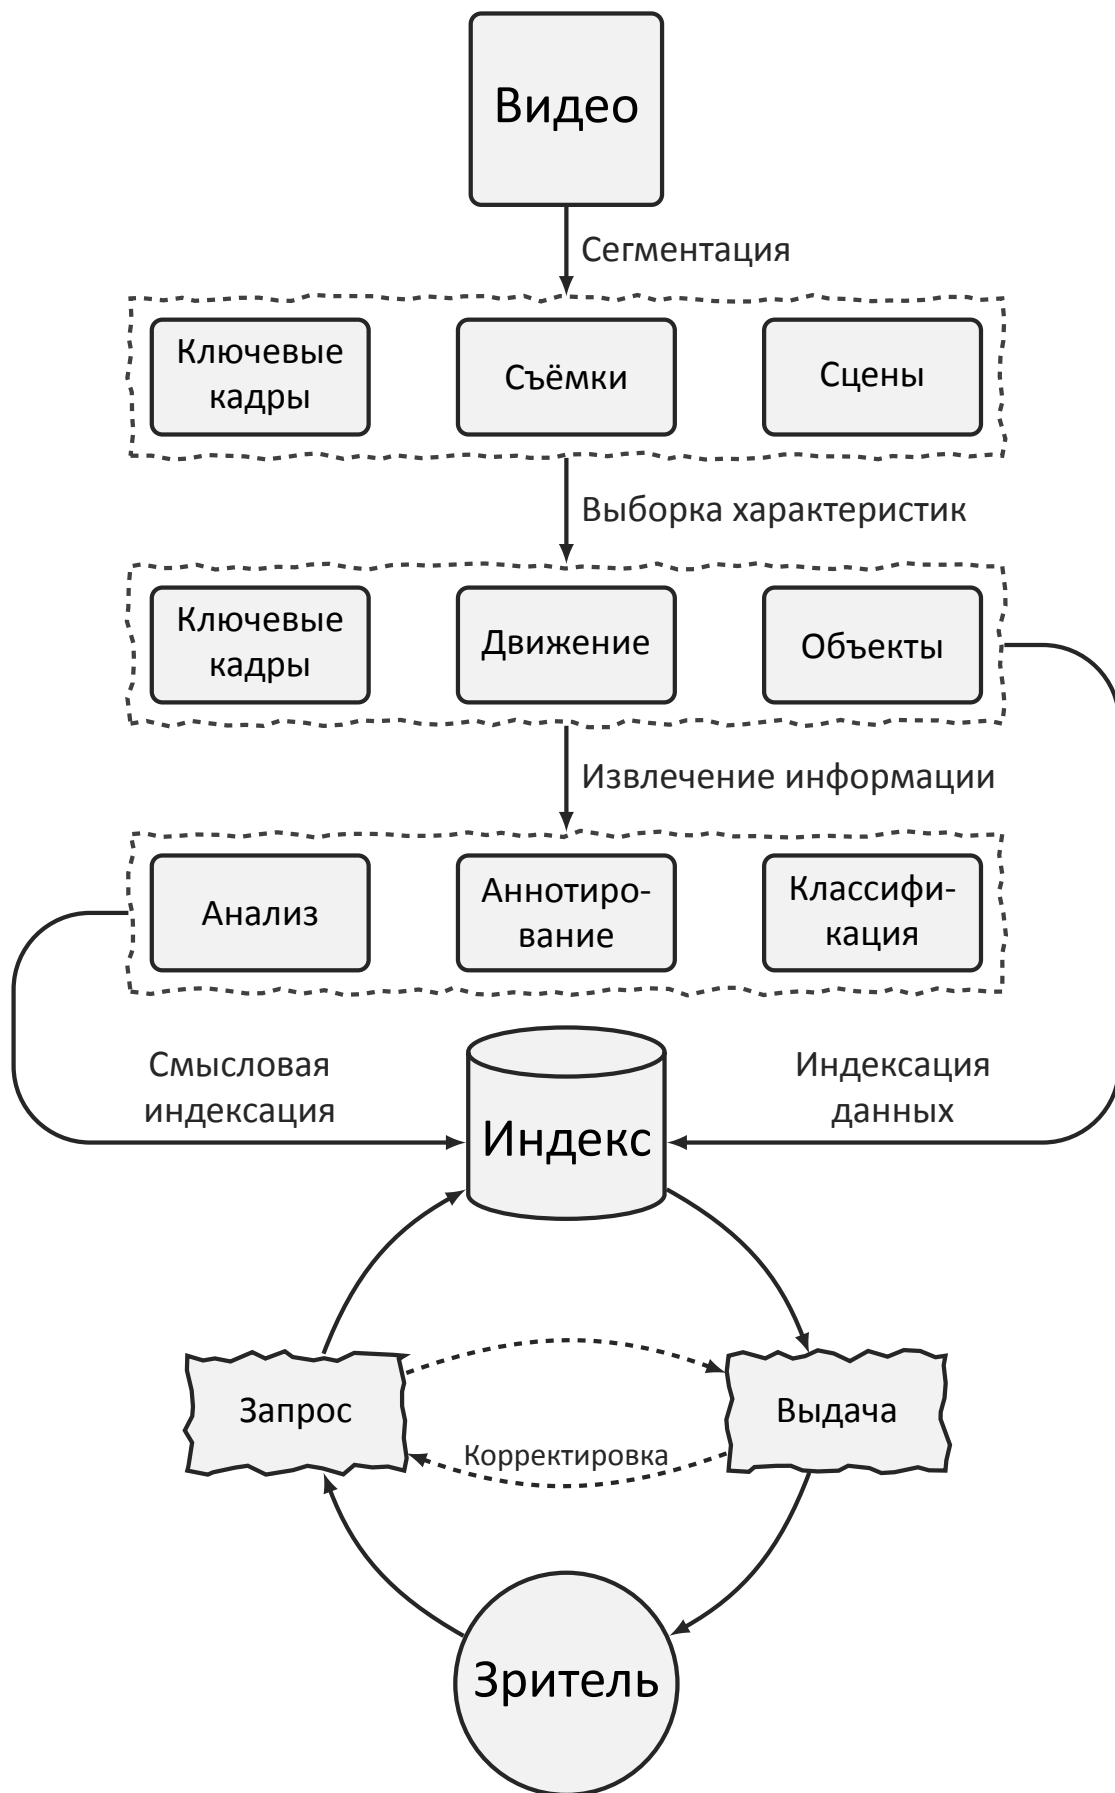 Видео
Сегментация
Ключевые
кадры
Съёмки
Сцены
Выборка характеристик
Ключевые
кадры
Движение
Объекты
Извлечение информации
Анализ
Аннотиро-
вание
Классифи-
кация
Смысловая
индексация
Индекс
Индексация
данных
Запрос
Выдача
Корректировка
Зритель